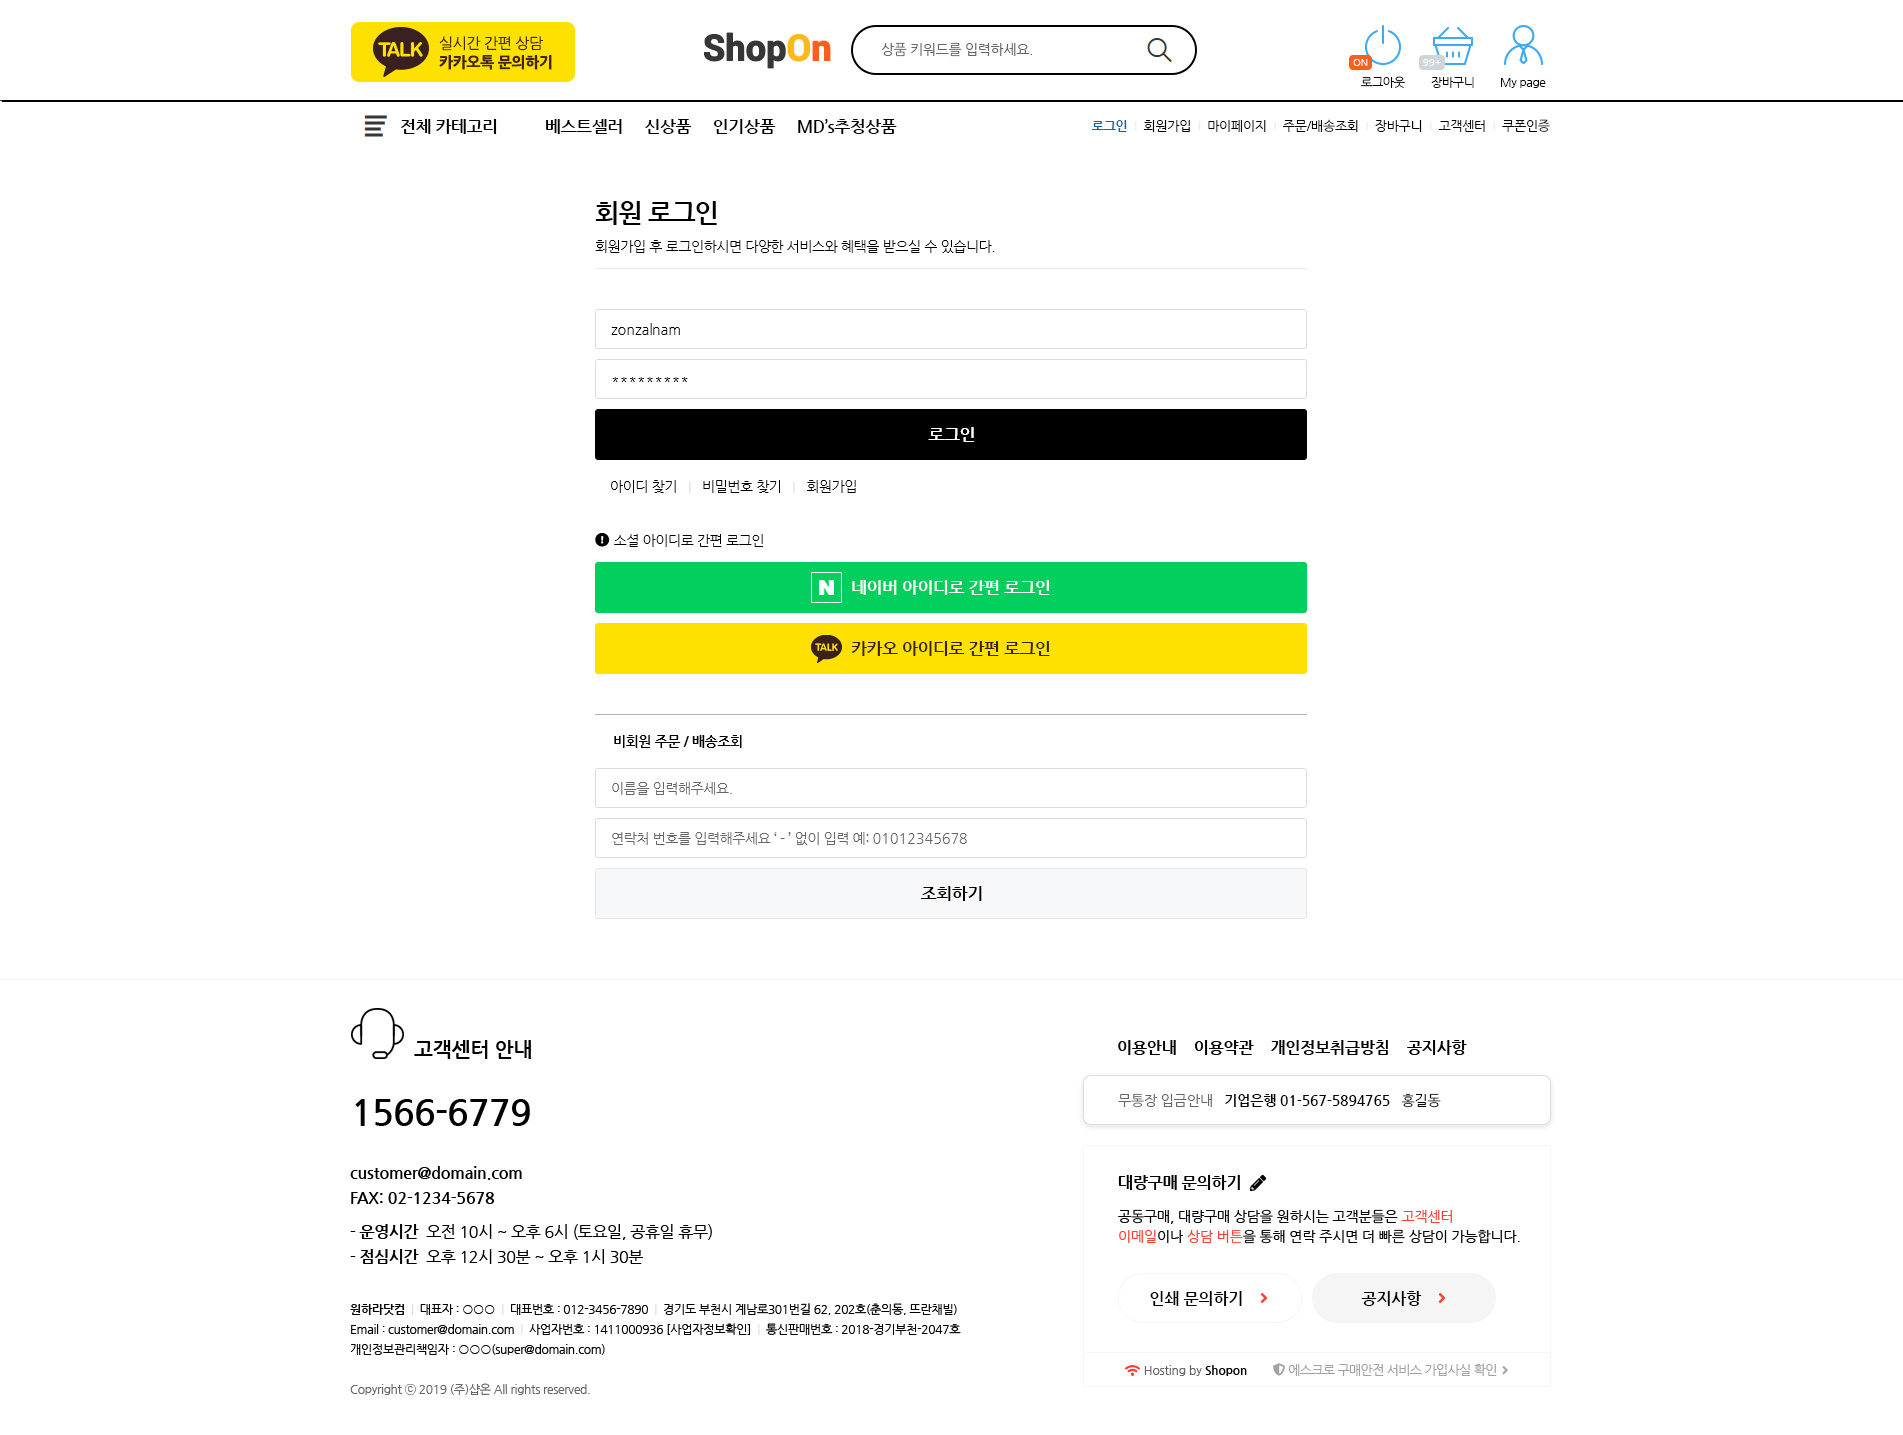 TALK 실시간 간편 상담
카카오톡 문의하기
ShopOn
상품 키워드를 입력하세요.
ON 로그아웃
99+ 장바구니
My page
전체 카테고리 베스트셀러 신상품 인기상품 MD's추청상품
로그인 회원가입 마이페이지 주문/배송조회 장바구니 고객센터 쿠폰인증
회원 로그인
회원가입 후 로그인하시면 다양한 서비스와 혜택을 받으실 수 있습니다.
zonzalnam
*********
로그인
아이디 찾기 | 비밀번호 찾기 | 회원가입
소셜 아이디로 간편 로그인
N 네이버 아이디로 간편 로그인
TALK 카카오 아이디로 간편 로그인
비회원 주문 / 배송조회
이름을 입력해주세요.
연락처 번호를 입력해주세요 ‘ - ’ 없이 입력 예: 01012345678
조회하기
고객센터 안내
1566-6779
customer@domain.com
FAX: 02-1234-5678
- 운영시간 오전 10시 ~ 오후 6시 (토요일, 공휴일 휴무)
- 점심시간 오후 12시 30분 ~ 오후 1시 30분
원하라닷컴 | 대표자 : ○○○ | 대표번호 : 012-3456-7890 | 경기도 부천시 계남로301번길 62, 202호(춘의동, 뜨란채빌)
Email : customer@domain.com | 사업자번호 : 1411000936 [사업자정보확인] | 통신판매번호 : 2018-경기부천-2047호
개인정보관리책임자 : ○○○(super@domain.com)
Copyright ⓒ 2019 (주)샵온 All rights reserved.
이용안내 이용약관 개인정보취급방침 공지사항
무통장 입금안내 기업은행 01-567-5894765 홍길동
대량구매 문의하기
공동구매, 대량구매 상담을 원하시는 고객분들은 고객센터
이메일이나 상담 버튼을 통해 연락 주시면 더 빠른 상담이 가능합니다.
인쇄 문의하기
공지사항
Hosting by Shopon
에스크로 구매안전 서비스 가입사실 확인